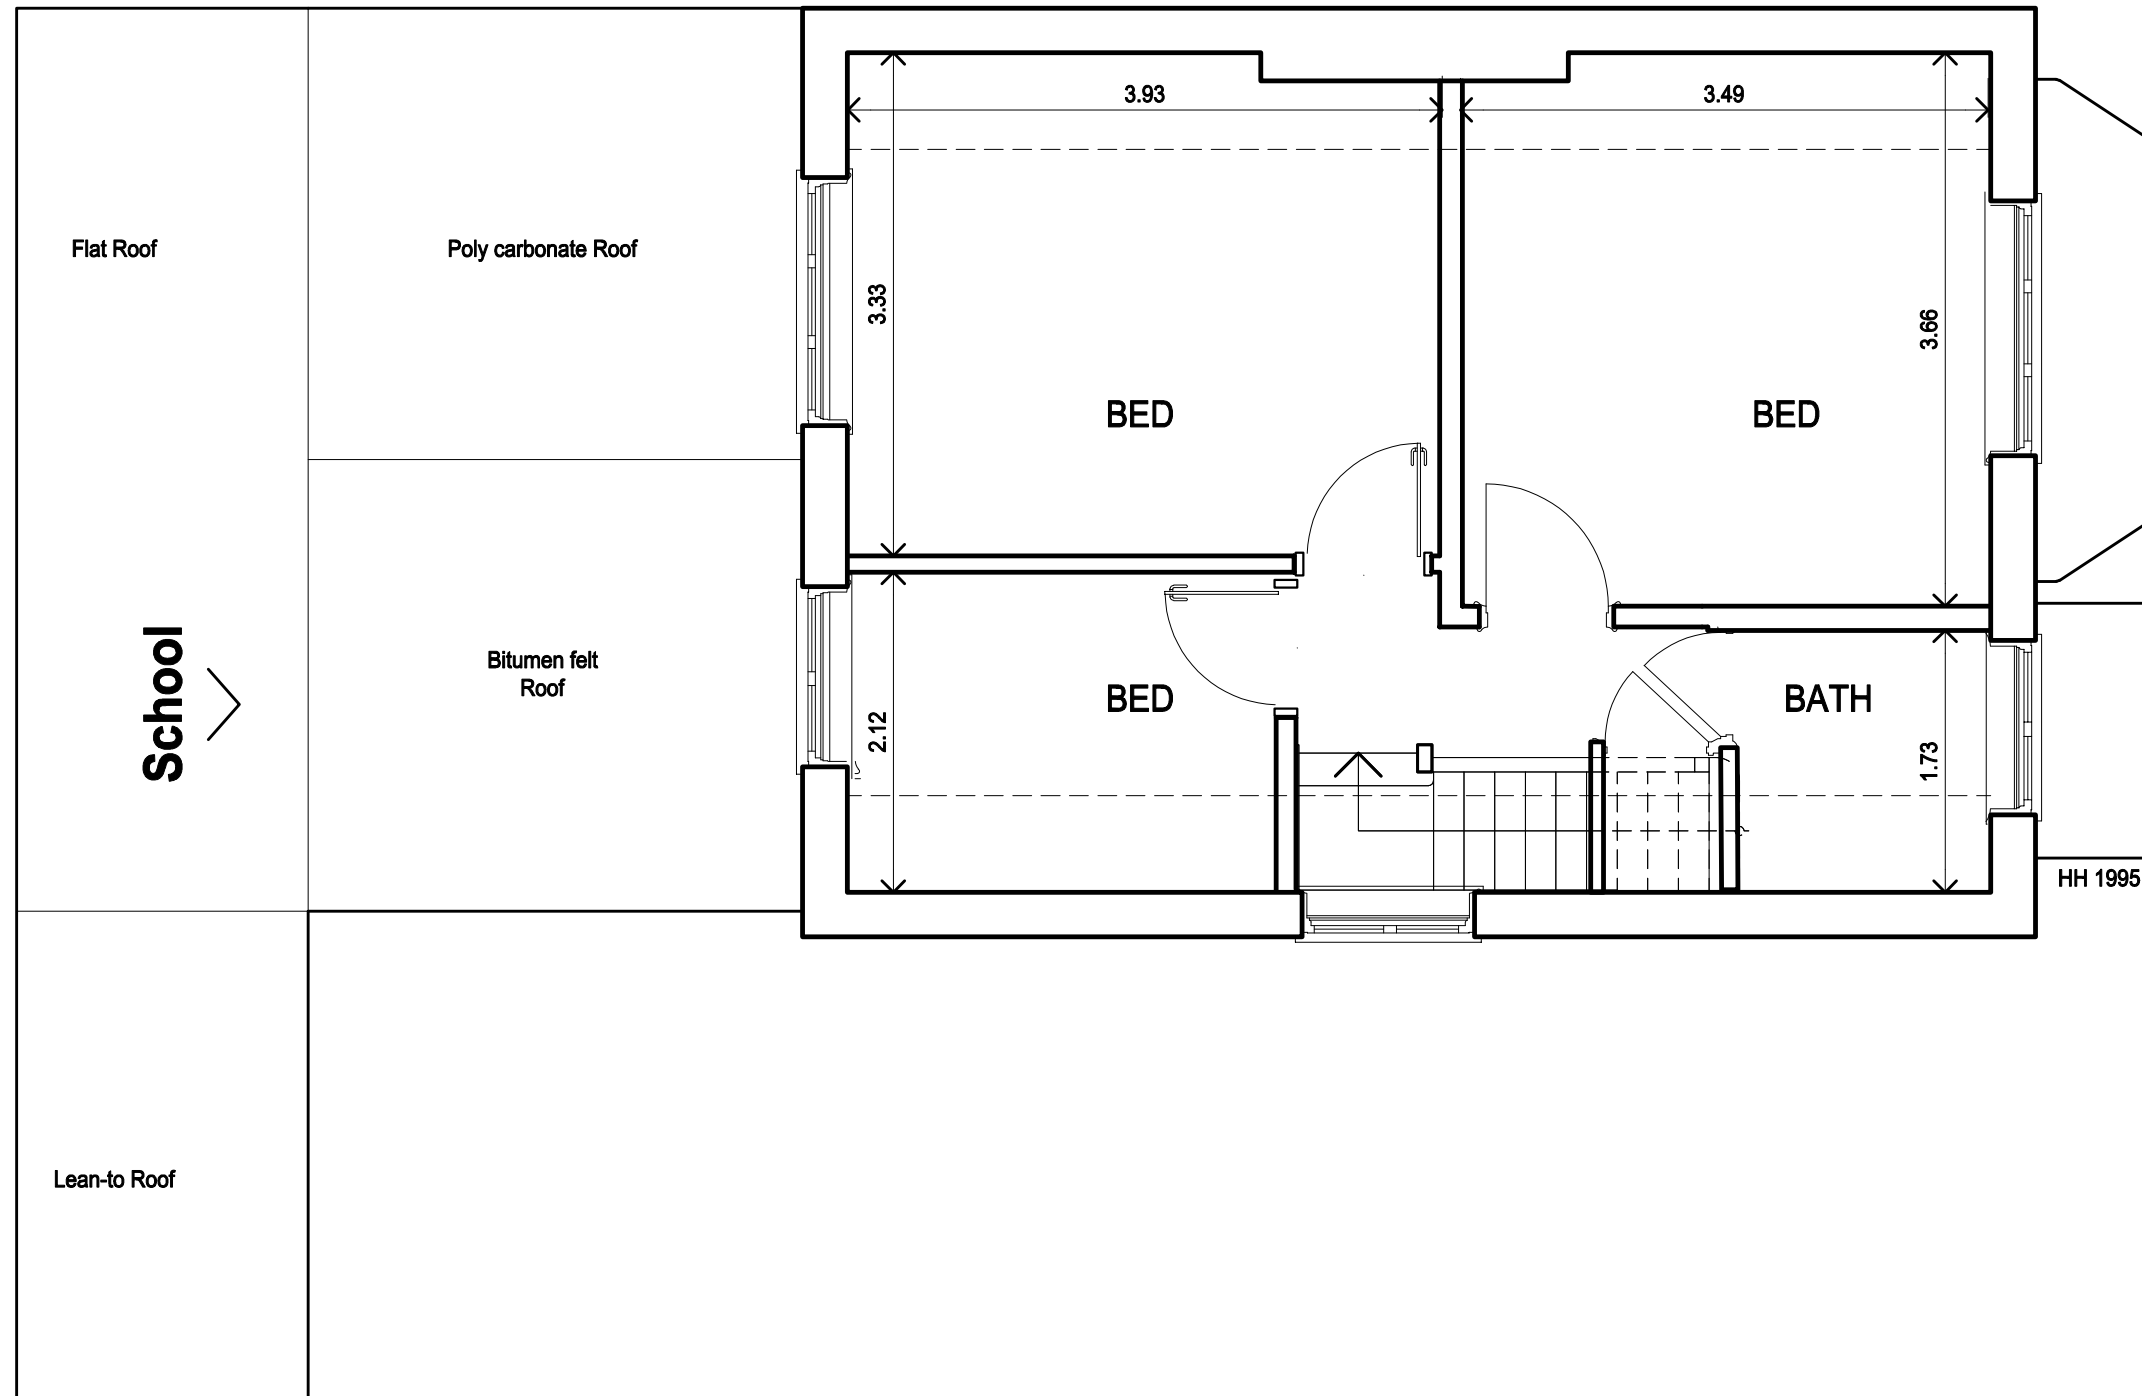 3.93
3.49
Flat Roof
Poly carbonate Roof
3.33
3.66
BED
BED
School
Bitumen felt
Roof
BED
BATH
2.12
1.73
HH 1995
Lean-to Roof